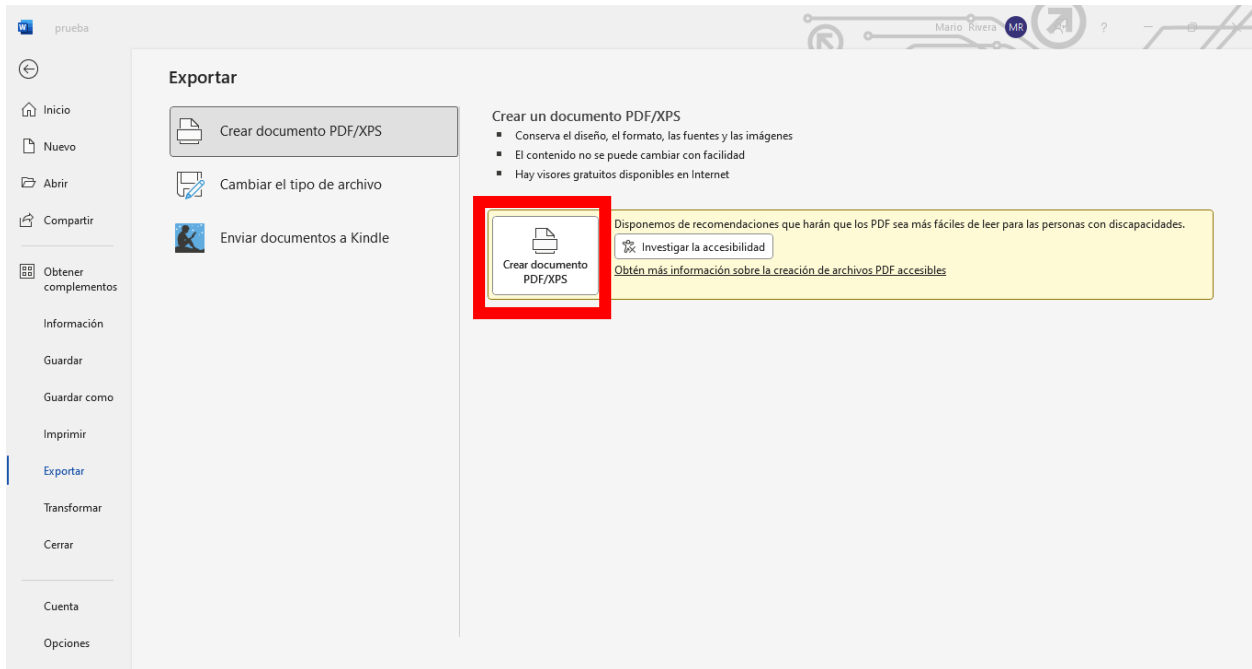 prueba
Mario Rivera
MR
?
Exportar
Inicio
Nuevo
Abrir
Compartir
Obtener
complementos
Información
Guardar
Guardar como
Imprimir
Exportar
Transformar
Cerrar
Cuenta
Opciones
Crear documento PDF/XPS
Cambiar el tipo de archivo
Enviar documentos a Kindle
Crear un documento PDF/XPS
Conserva el diseño, el formato, las fuentes y las imágenes
El contenido no se puede cambiar con facilidad
Hay visores gratuitos disponibles en Internet
Crear documento
PDF/XPS
Disponemos de recomendaciones que harán que los PDF sea más fáciles de leer para las personas con discapacidades.
Investigar la accesibilidad
Obtén más información sobre la creación de archivos PDF accesibles